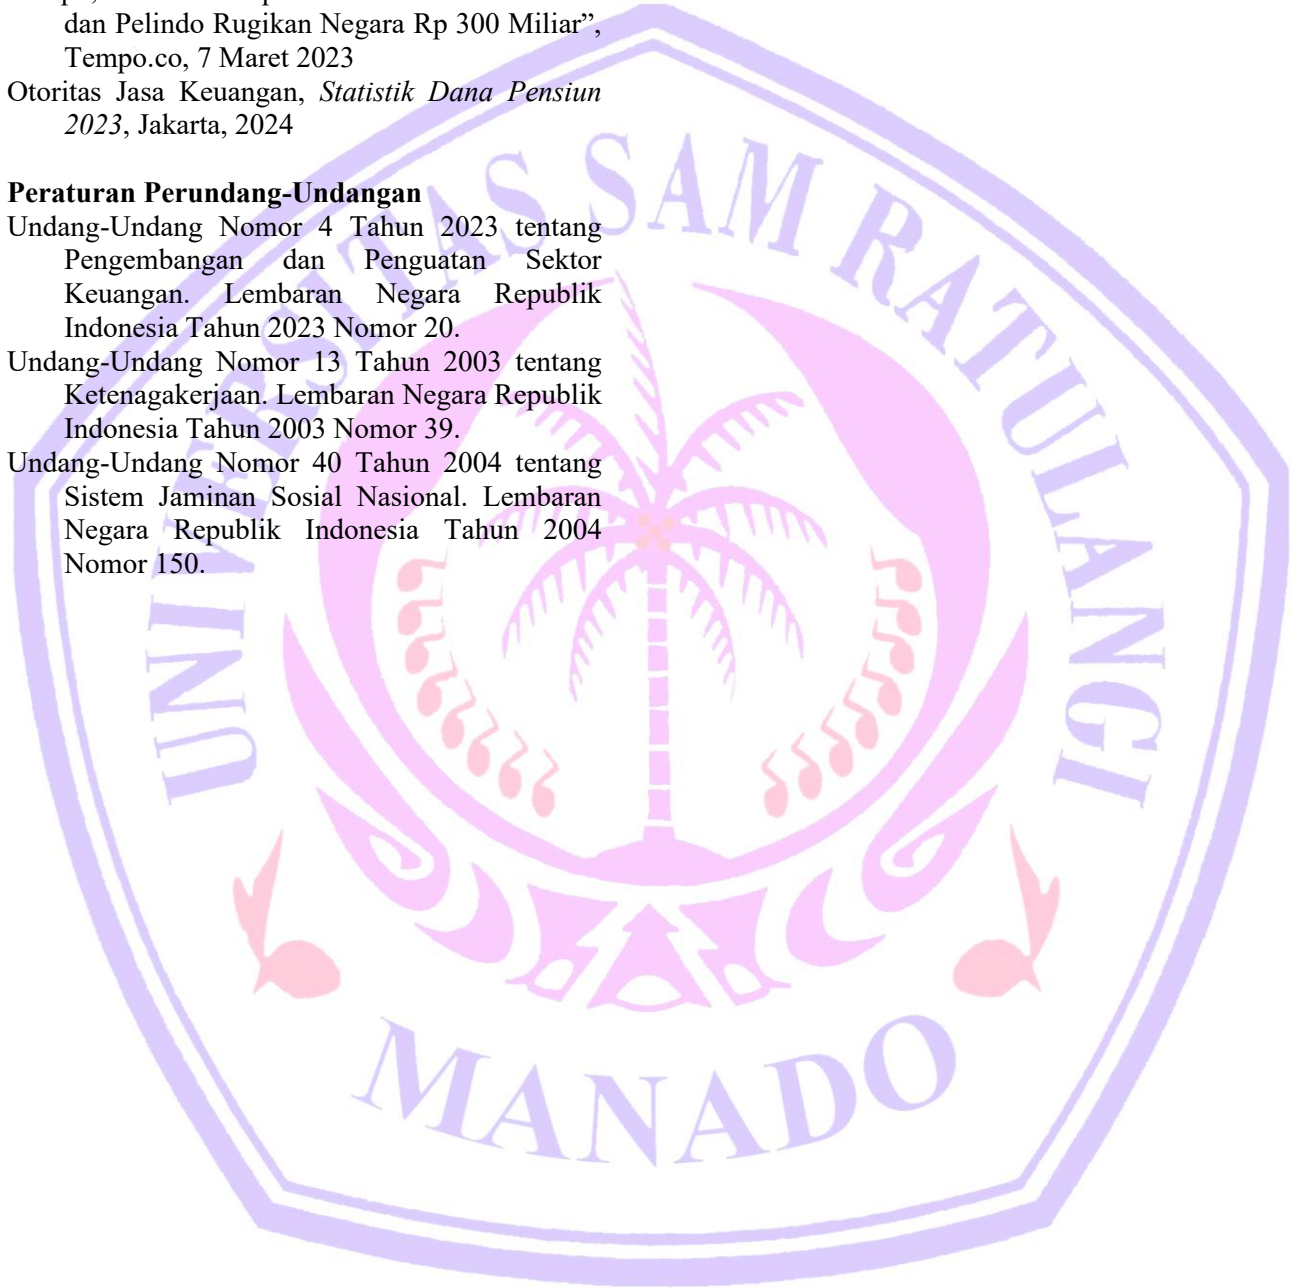 dan Pelindo Rugikan Negara Rp 300 Miliar”,
Tempo.co, 7 Maret 2023
Otoritas Jasa Keuangan, Statistik Dana Pensiun
2023, Jakarta, 2024
Peraturan Perundang-Undangan
Undang-Undang Nomor 4 Tahun 2023 tentang
Pengembangan dan Penguatan Sektor
Keuangan. Lembaran Negara Republik
Indonesia Tahun 2023 Nomor 20.
Undang-Undang Nomor 13 Tahun 2003 tentang
Ketenagakerjaan. Lembaran Negara Republik
Indonesia Tahun 2003 Nomor 39.
Undang-Undang Nomor 40 Tahun 2004 tentang
Sistem Jaminan Sosial Nasional. Lembaran
Negara Republik Indonesia Tahun 2004
Nomor 150.
UNIVERSITAS SAM RATULANGI
MANADO